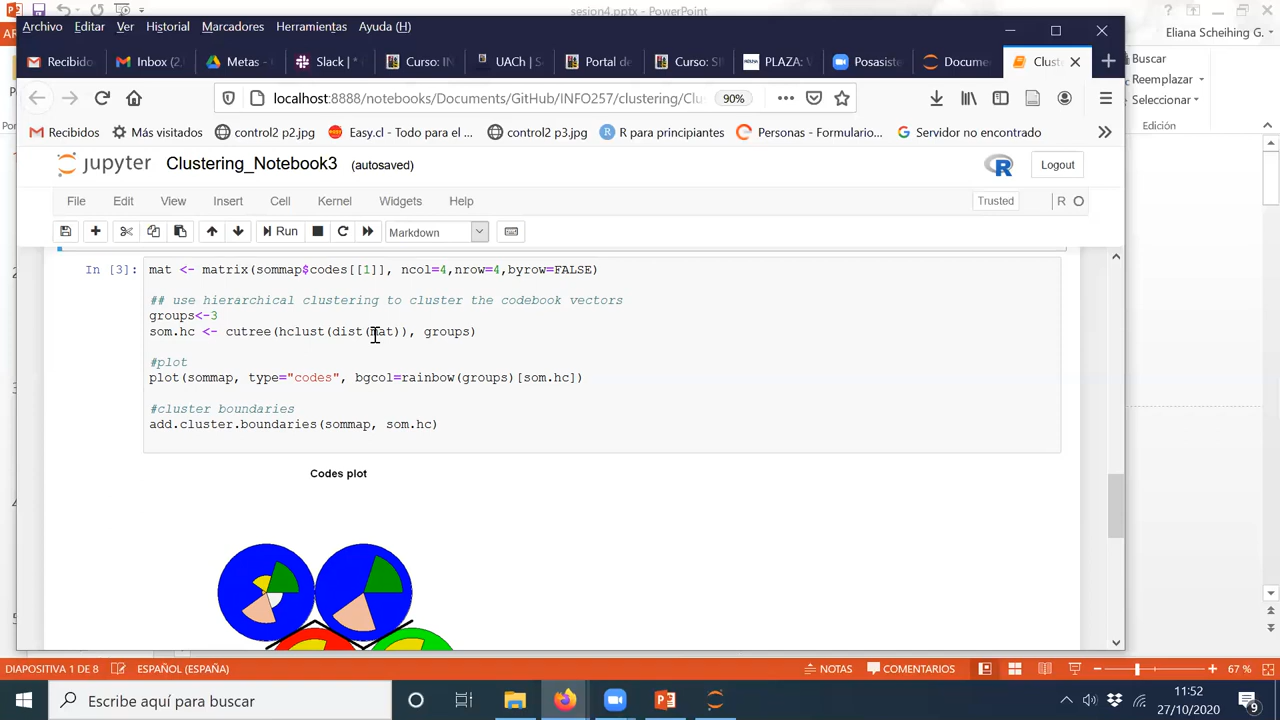 sesion4.pptx - PowerPoint
Archivo Editar Ver Historial Marcadores Herramientas Ayuda (H)
Eliana Scheihing G.
Recibido Inbox (2, Metas - Slack | Curso: IN UACh | S Portal de Curso: S PLAZA: V Posasiste Docume Cluste
Buscar
Reemplazar
Seleccionar
Edición
localhost:8888/notebooks/Documents/GitHub/INFO257/clustering/Clu 90%
Recibidos Más visitados control2 p2.jpg Easy.cl - Todo para el ... control2 p3.jpg R para principiantes Personas - Formulario... Servidor no encontrado
jupyter Clustering_Notebook3 (autosaved) Logout
File Edit View Insert Cell Kernel Widgets Help Trusted R
Run Markdown
In [3]: mat <- matrix(sommap$codes[[1]], ncol=4,nrow=4,byrow=FALSE)
## use hierarchical clustering to cluster the codebook vectors
groups<-3
som.hc <- cutree(hclust(dist(mat)), groups)
#plot
plot(sommap, type="codes", bgcol=rainbow(groups)[som.hc])
#cluster boundaries
add.cluster.boundaries(sommap, som.hc)
Codes plot
DIAPOSITIVA 1 DE 8 ESPAÑOL (ESPAÑA) NOTAS COMENTARIOS 67 %
Escribe aquí para buscar
11:52
27/10/2020
9